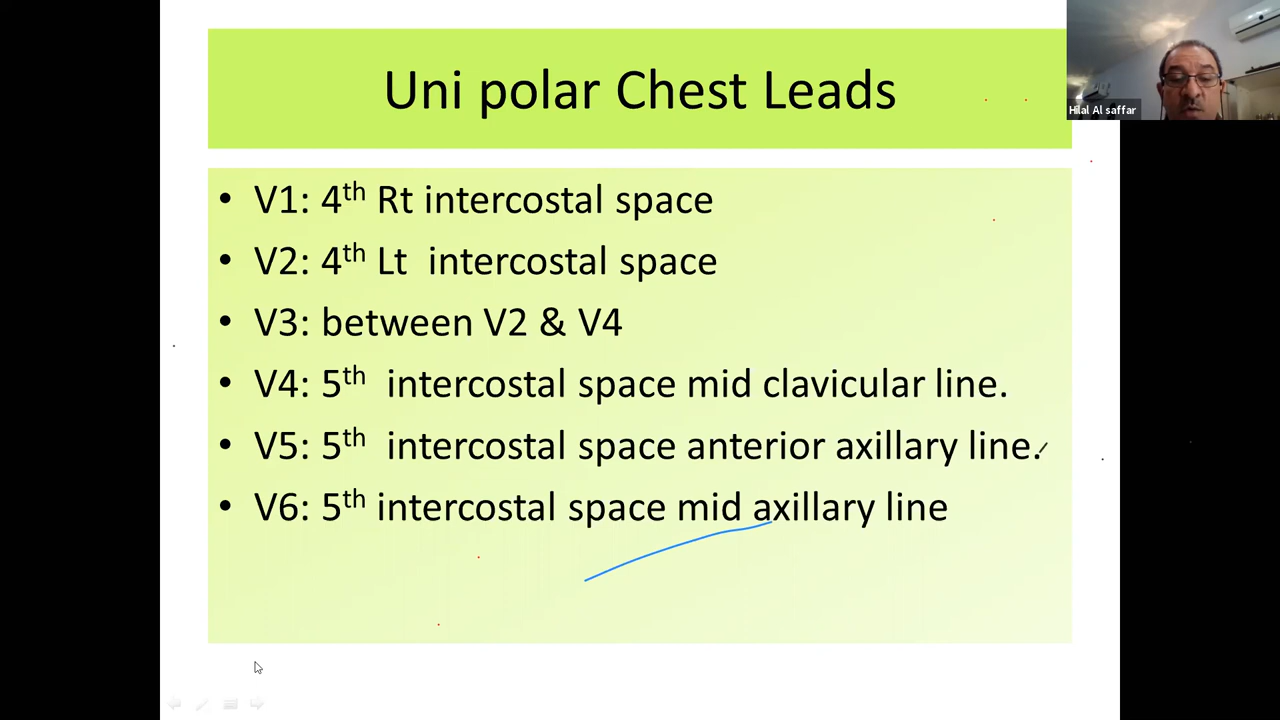 Uni polar Chest Leads
Hilal Al saffar
• V1: 4th Rt intercostal space
• V2: 4th Lt intercostal space
• V3: between V2 & V4
• V4: 5th intercostal space mid clavicular line.
• V5: 5th intercostal space anterior axillary line.
• V6: 5th intercostal space mid axillary line